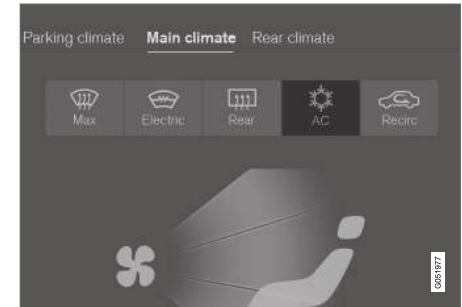 Parking climate Main climate Rear climate
Max Electric Rear AC Recirc
G051977